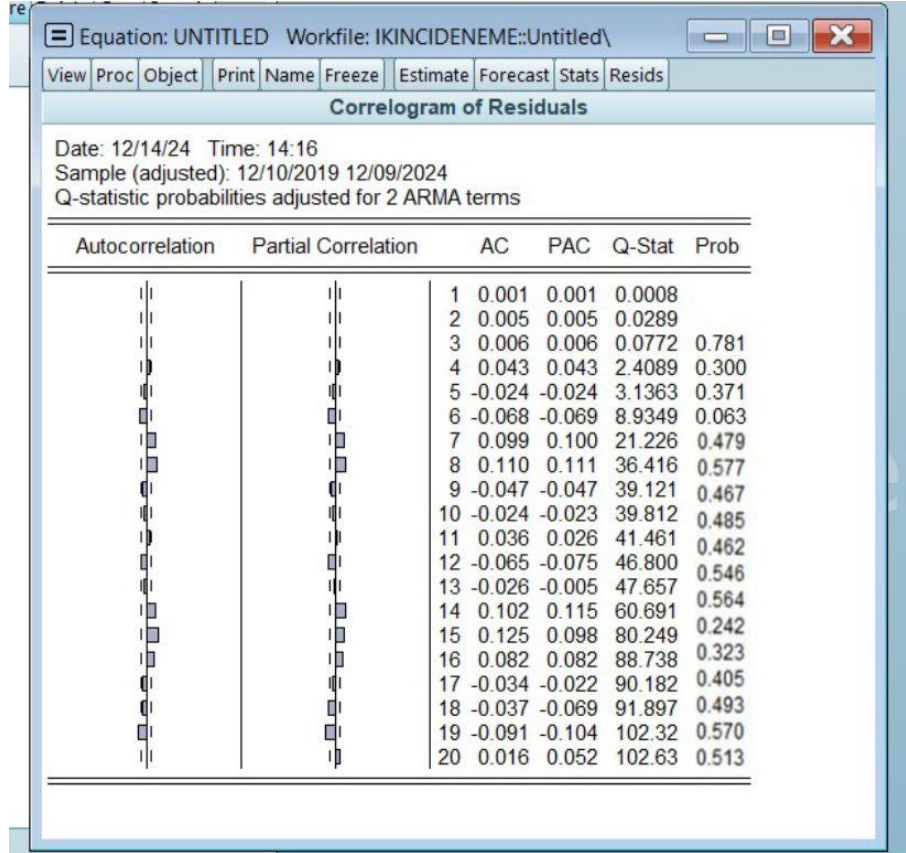 re
Equation: UNTITLED Workfile: IKINCIDENEME::Untitled\
View Proc Object Print Name Freeze Estimate Forecast Stats Resids
Correlogram of Residuals
Date: 12/14/24 Time: 14:16
Sample (adjusted): 12/10/2019 12/09/2024
Q-statistic probabilities adjusted for 2 ARMA terms
Autocorrelation Partial Correlation AC PAC Q-Stat Prob
1 0.001 0.001 0.0008
2 0.005 0.005 0.0289
3 0.006 0.006 0.0772 0.781
4 0.043 0.043 2.4089 0.300
5 -0.024 -0.024 3.1363 0.371
6 -0.068 -0.069 8.9349 0.063
7 0.099 0.100 21.226 0.479
8 0.110 0.111 36.416 0.577
9 -0.047 -0.047 39.121 0.467
10 -0.024 -0.023 39.812 0.485
11 0.036 0.026 41.461 0.462
12 -0.065 -0.075 46.800 0.546
13 -0.026 -0.005 47.657 0.564
14 0.102 0.115 60.691 0.242
15 0.125 0.098 80.249 0.323
16 0.082 0.082 88.738 0.405
17 -0.034 -0.022 90.182 0.493
18 -0.037 -0.069 91.897 0.570
19 -0.091 -0.104 102.32 0.513
20 0.016 0.052 102.63